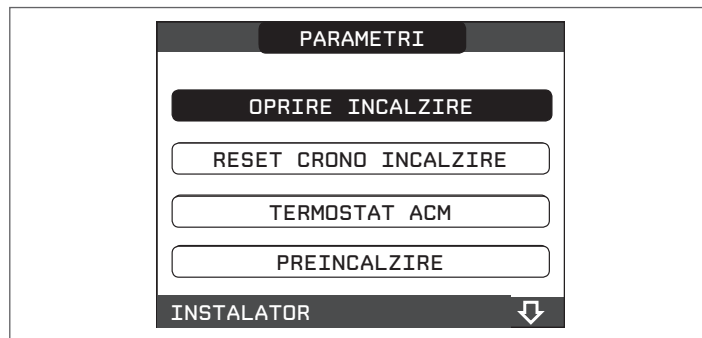 PARAMETRI
OPRIRE INCALZIRE
RESET CRONO INCALZIRE
TERMOSTAT ACM
PREINCALZIRE
INSTALATOR